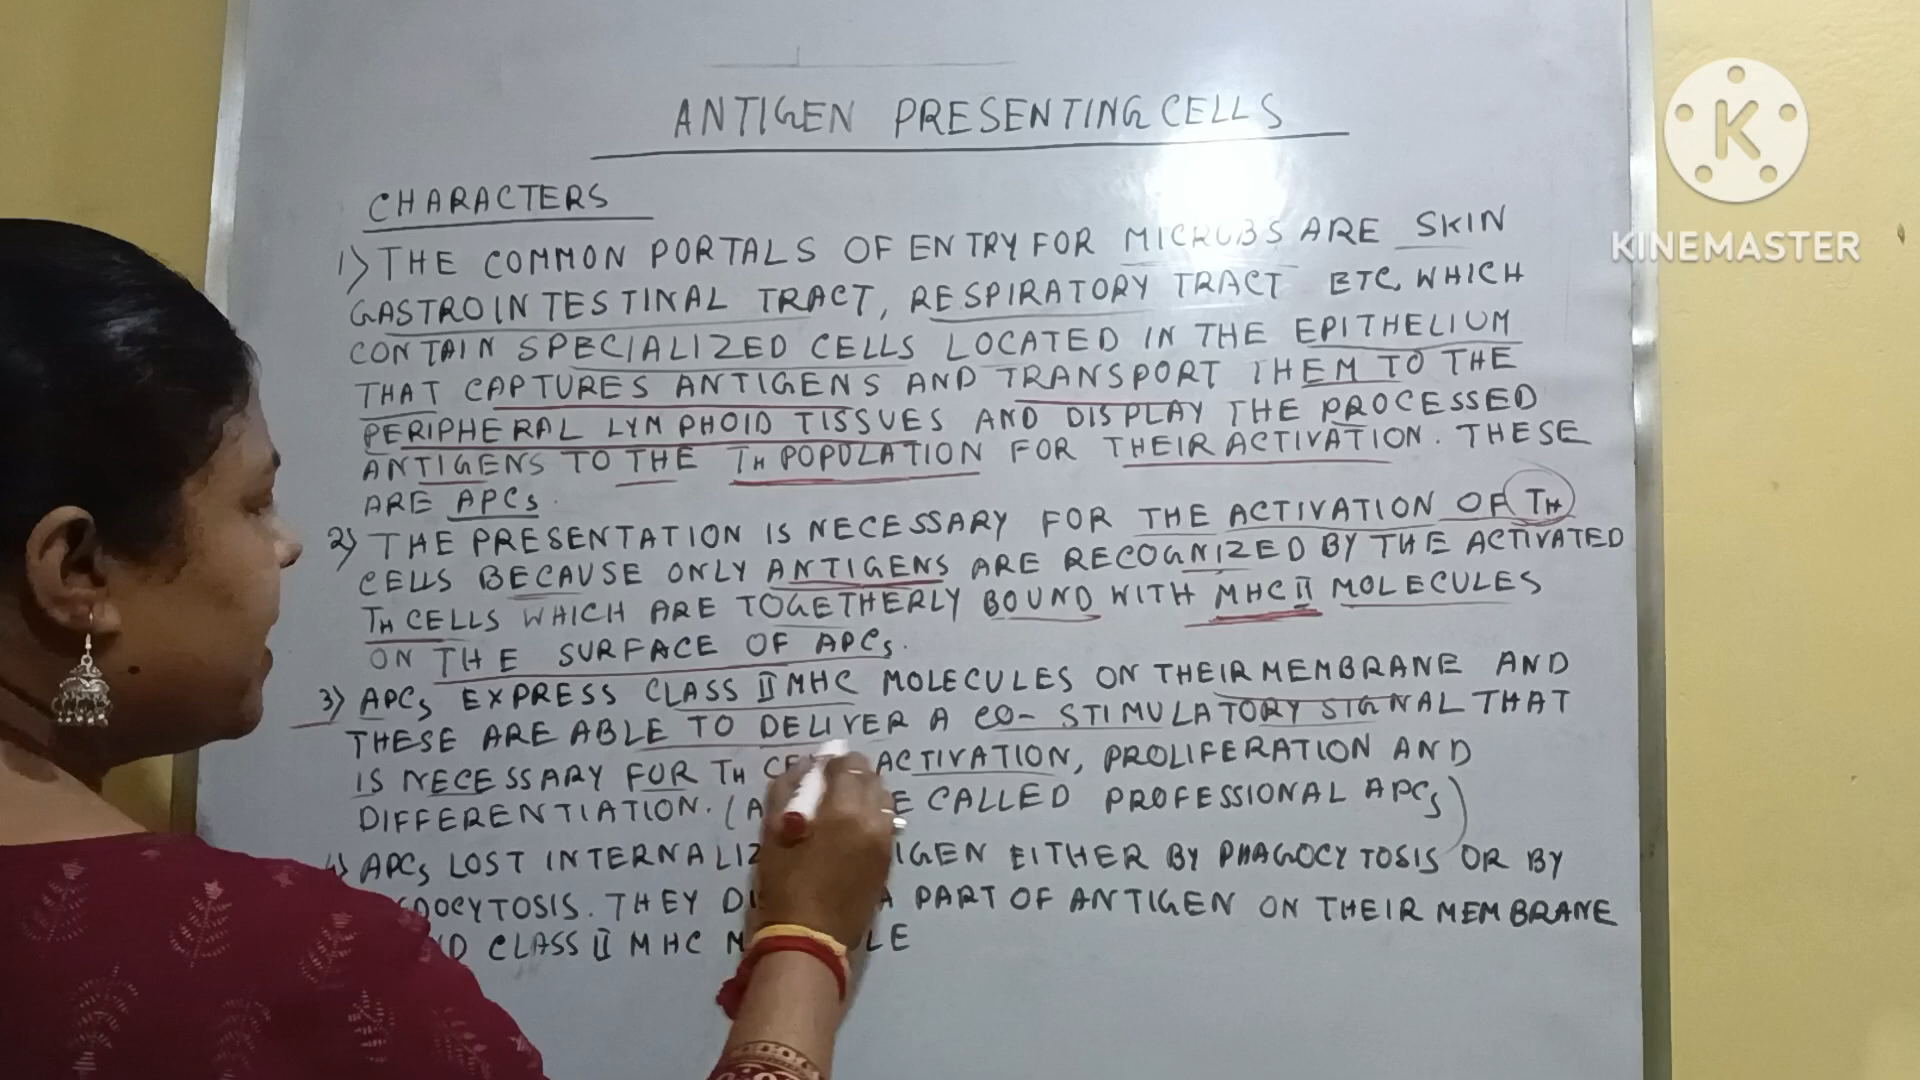 ANTIGEN PRESENTING CELLS
CHARACTERS
1) THE COMMON PORTALS OF ENTRY FOR MICROBS ARE SKIN
GASTROINTESTINAL TRACT, RESPIRATORY TRACT ETC, WHICH
CONTAIN SPECIALIZED CELLS LOCATED IN THE EPITHELIUM
THAT CAPTURES ANTIGENS AND TRANSPORT THEM TO THE
PERIPHERAL LYMPHOID TISSUES AND DISPLAY THE PROCESSED
ANTIGENS TO THE TH POPULATION FOR THEIR ACTIVATION. THESE
ARE APCs.
2) THE PRESENTATION IS NECESSARY FOR THE ACTIVATION OF TH
CELLS BECAUSE ONLY ANTIGENS ARE RECOGNIZED BY THE ACTIVATED
TH CELLS WHICH ARE TOGETHERLY BOUND WITH MHC II MOLECULES
ON THE SURFACE OF APCs.
3) APCs EXPRESS CLASS II MHC MOLECULES ON THEIR MEMBRANE AND
THESE ARE ABLE TO DELIVER A CO-STIMULATORY SIGNAL THAT
IS NECESSARY FOR TH ACTIVATION, PROLIFERATION AND
DIFFERENTIATION. ( CALLED PROFESSIONAL APCs)
4) APCs LOST EITHER BY PHAGOCYTOSIS OR BY
THEY A PART OF ANTIGEN ON THEIR MEMBRANE
CLASS II MHC
KINEMASTER